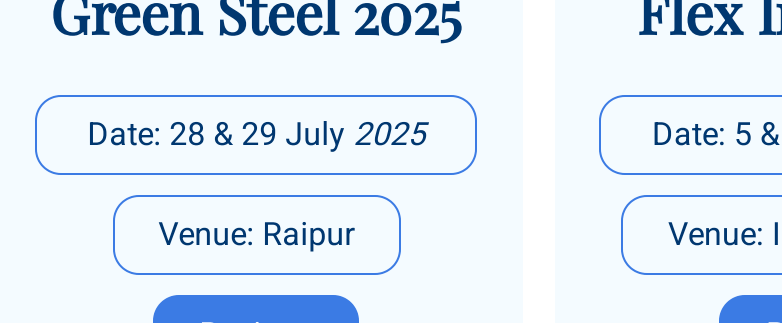 Green Steel 2025
Date: 28 & 29 July 2025
Venue: Raipur
Flex
Date: 5 &
Venue: